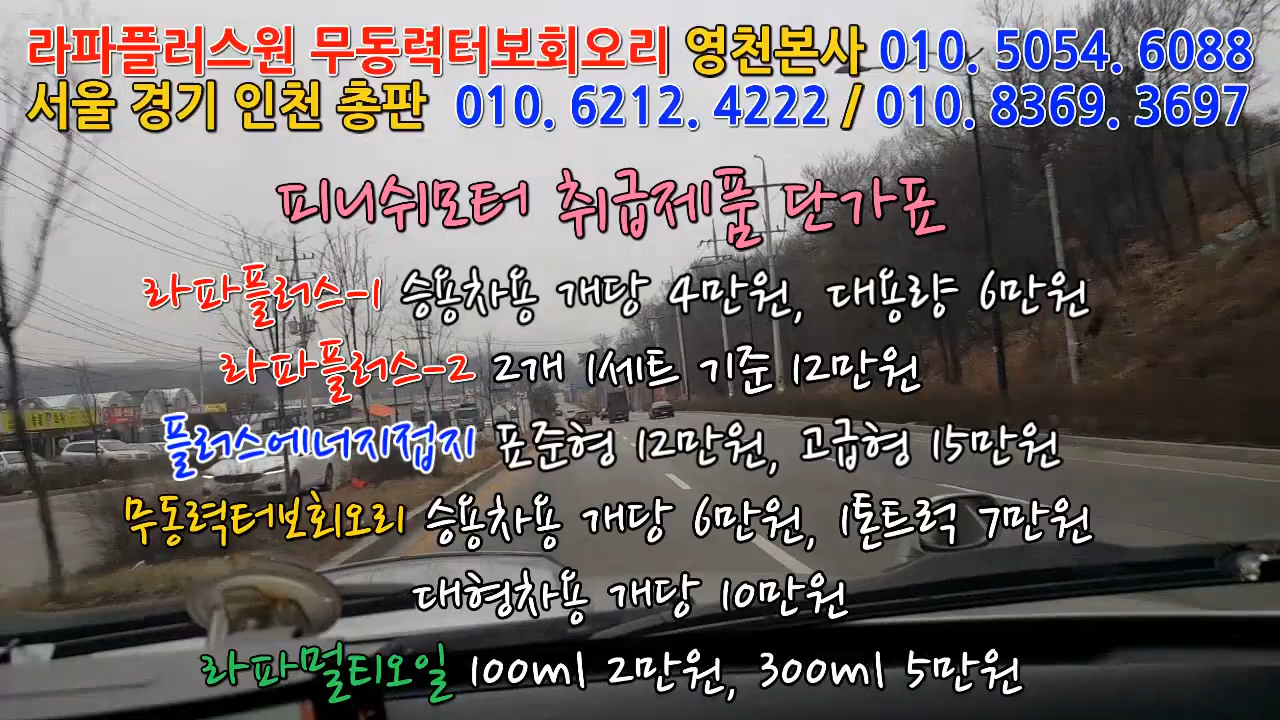 라파플러스원 무동력터보회오리 영천본사 010. 5054. 6088
서울 경기 인천 총판 010. 6212. 4222 / 010. 8369. 3697
피니쉬모터 취급제품 단가표
라파플러스-1 승용차용 개당 4만원, 대용량 6만원
라파플러스-2 2개 1세트 기준 12만원
플러스에너지접지 표준형 12만원, 고급형 15만원
무동력터보회오리 승용차용 개당 6만원, 1톤트럭 7만원
대형차용 개당 10만원
라파멀티오일 100ml 2만원, 300ml 5만원